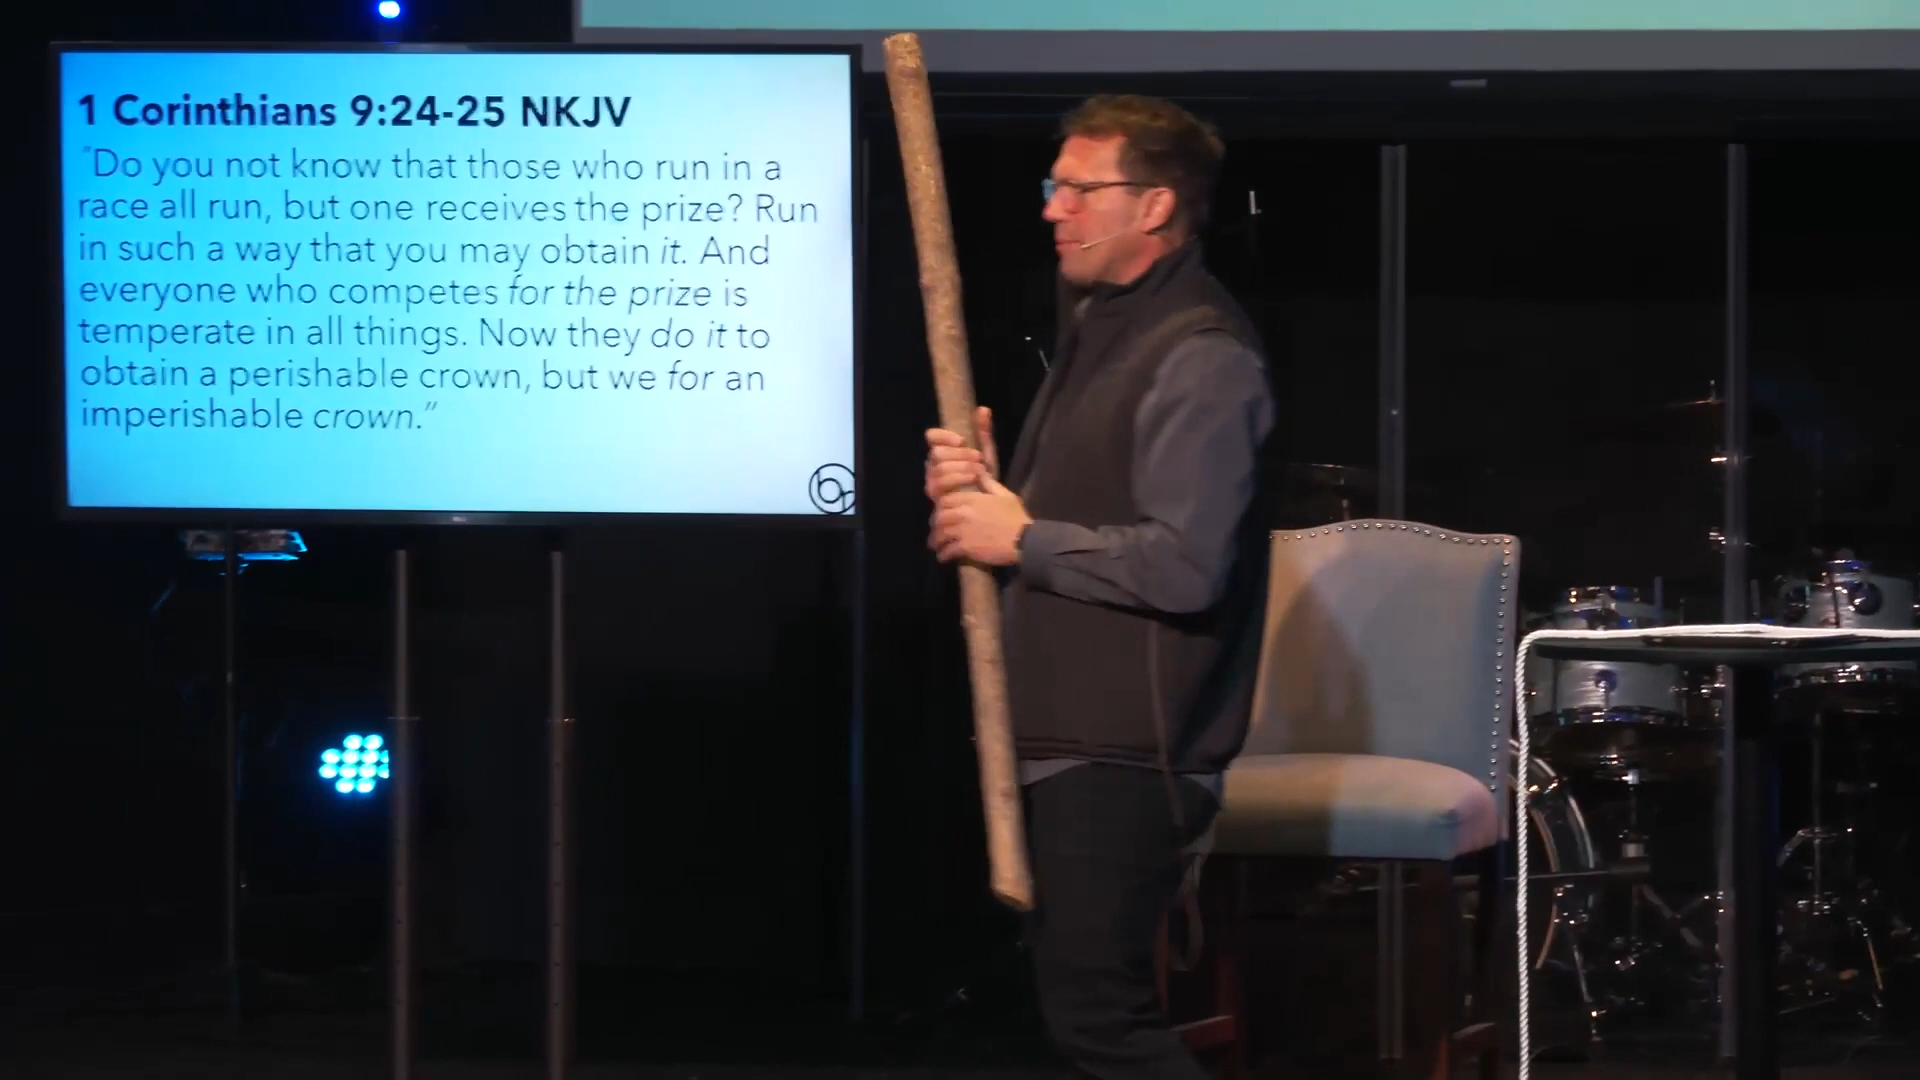 1 Corinthians 9:24-25 NKJV
"Do you not know that those who run in a
race all run, but one receives the prize? Run
in such a way that you may obtain it. And
everyone who competes for the prize is
temperate in all things. Now they do it to
obtain a perishable crown, but we for an
imperishable crown."